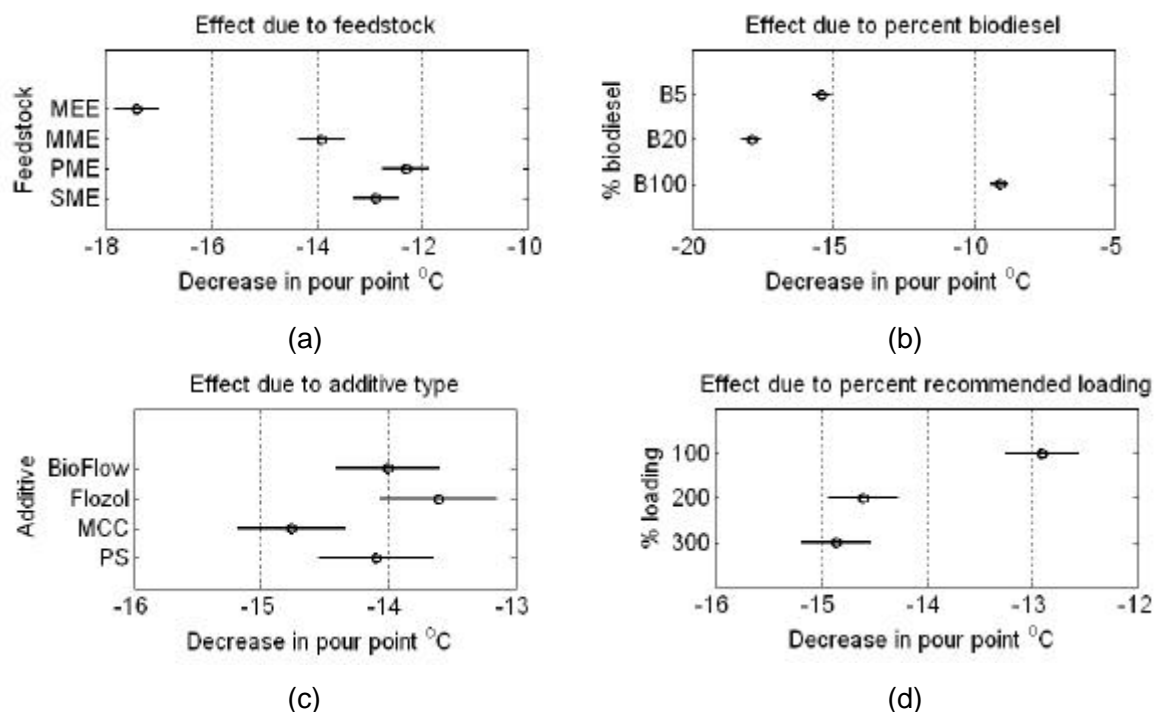 Effect due to feedstock
Feedstock
MEE
MME
PME
SME
-18 -16 -14 -12 -10
Decrease in pour point °C
(a)
Effect due to percent biodiesel
% biodiesel
B5
B20
B100
-20 -15 -10 -5
Decrease in pour point °C
(b)
Effect due to additive type
Additive
BioFlow
Flozol
MCC
PS
-16 -15 -14 -13
Decrease in pour point °C
(c)
Effect due to percent recommended loading
% loading
100
200
300
-16 -15 -14 -13 -12
Decrease in pour point °C
(d)